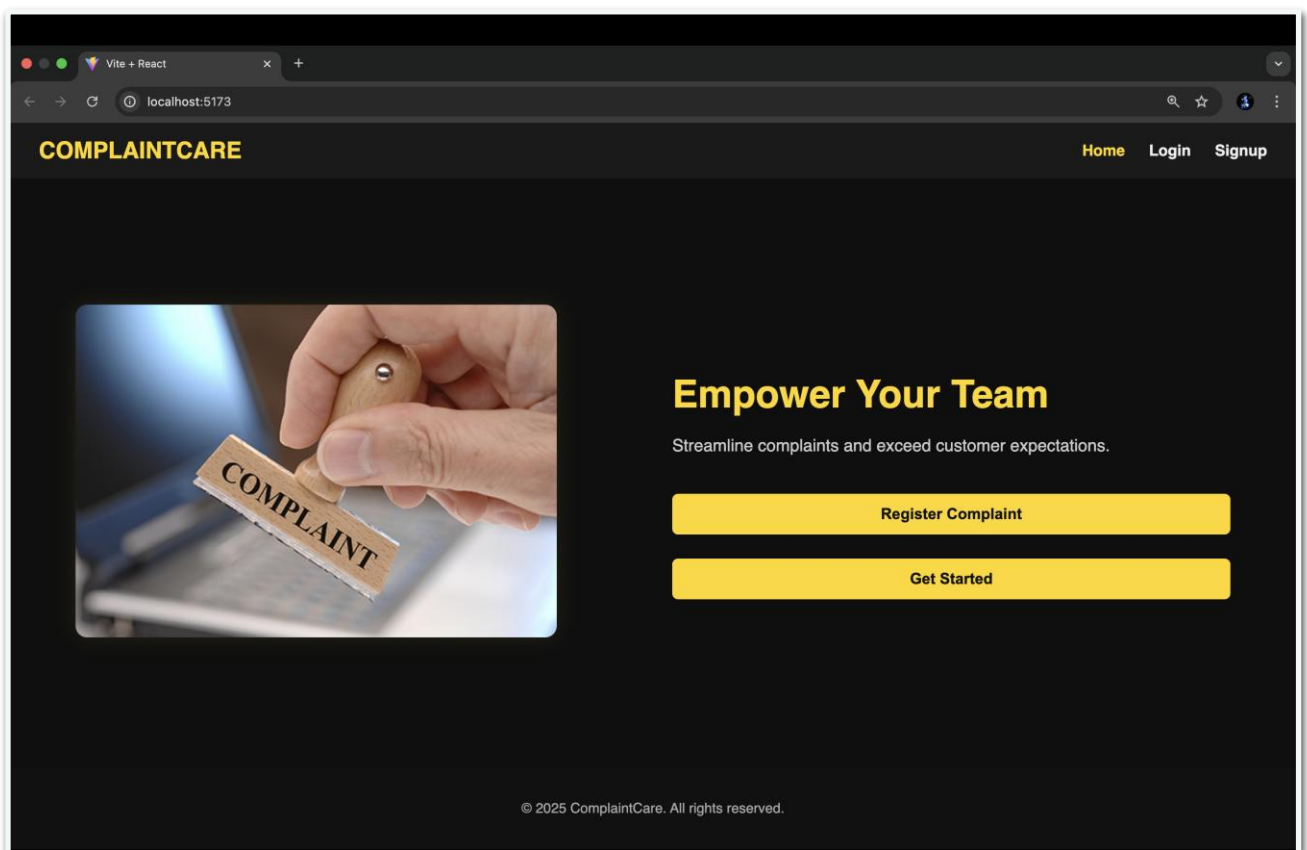 Vite + React
localhost:5173
COMPLAINTCARE
Home Login Signup
COMPLAINT
Empower Your Team
Streamline complaints and exceed customer expectations.
Register Complaint
Get Started
© 2025 ComplaintCare. All rights reserved.